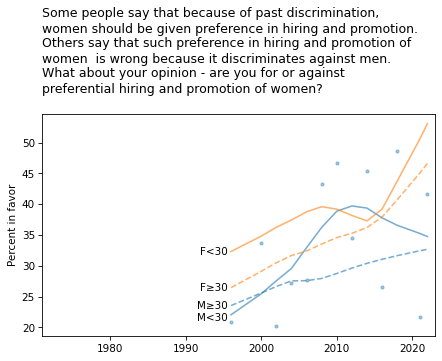 Some people say that because of past discrimination,
women should be given preference in hiring and promotion.
Others say that such preference in hiring and promotion of
women  is wrong because it discriminates against men.
What about your opinion - are you for or against
preferential hiring and promotion of women?
50
45
40
35
30
25
20
Percent in favor
F<30
F≥30
M≥30
M<30
1980 1990 2000 2010 2020